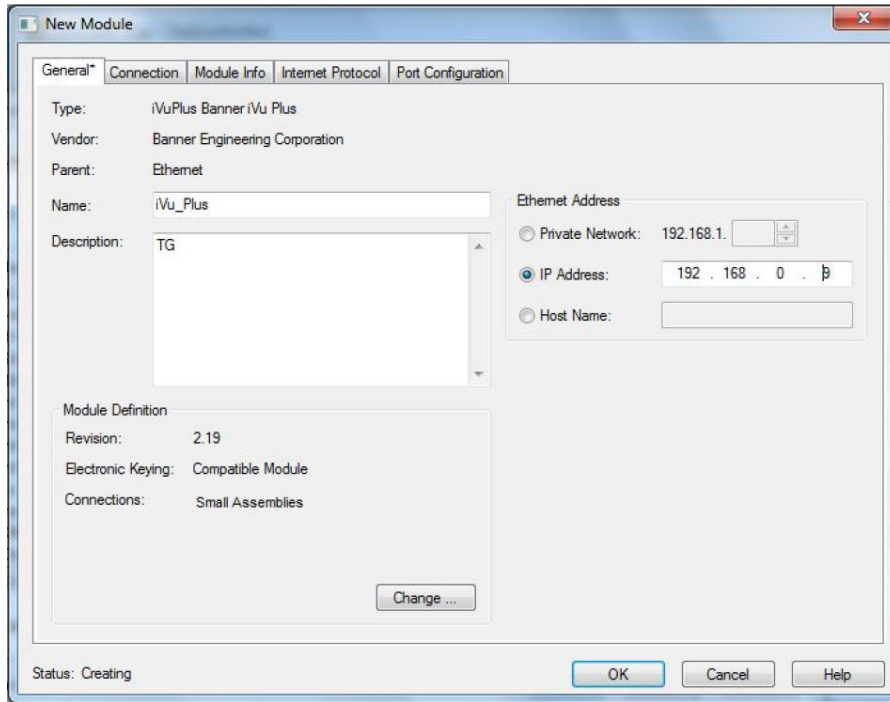 New Module
General* Connection Module Info Internet Protocol Port Configuration
Type: iVuPlus Banner iVu Plus
Vendor: Banner Engineering Corporation
Parent: Ethernet
Name: iVu_Plus
Description: TG
Ethernet Address
Private Network: 192.168.1.
IP Address: 192 . 168 . 0 . 9
Host Name:
Module Definition
Revision: 2.19
Electronic Keying: Compatible Module
Connections: Small Assemblies
Change ...
Status: Creating
OK Cancel Help